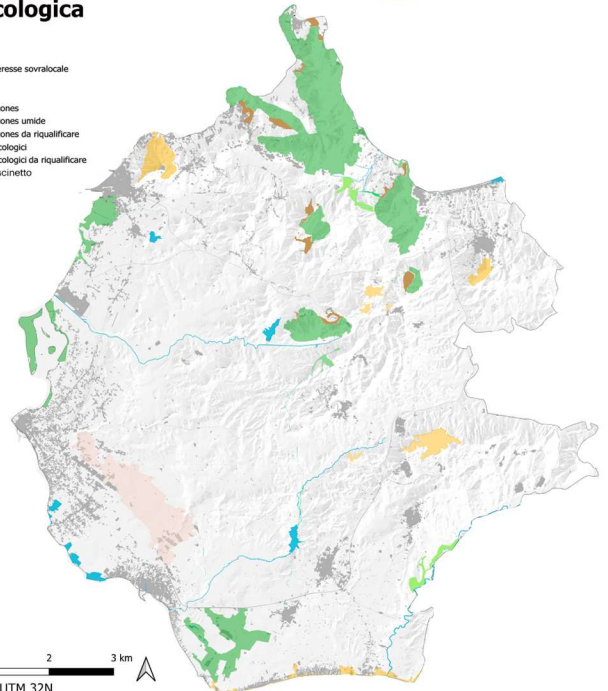 cologica
eresse sovralocale
ones
ones umide
ones da riqualificare
cologici
cologici da riqualificare
scinetto
2 3 km
UTM 32N